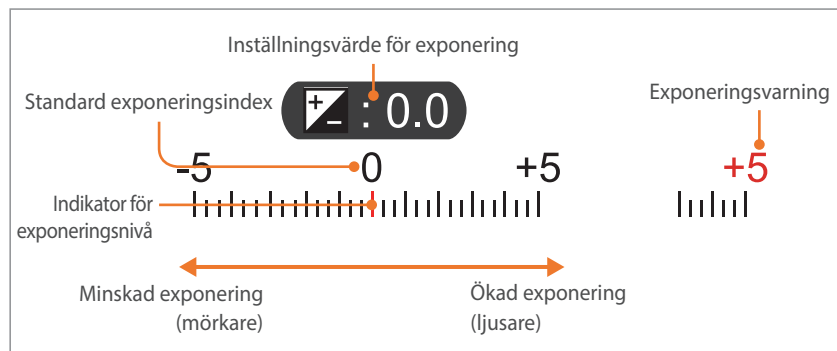 Inställningsvärde för exponering
Standard exponeringsindex
+ – : 0.0
Exponeringsvarning
-5 0 +5 +5
Indikator för
exponeringsnivå
Minskad exponering
(mörkare)
Ökad exponering
(ljusare)